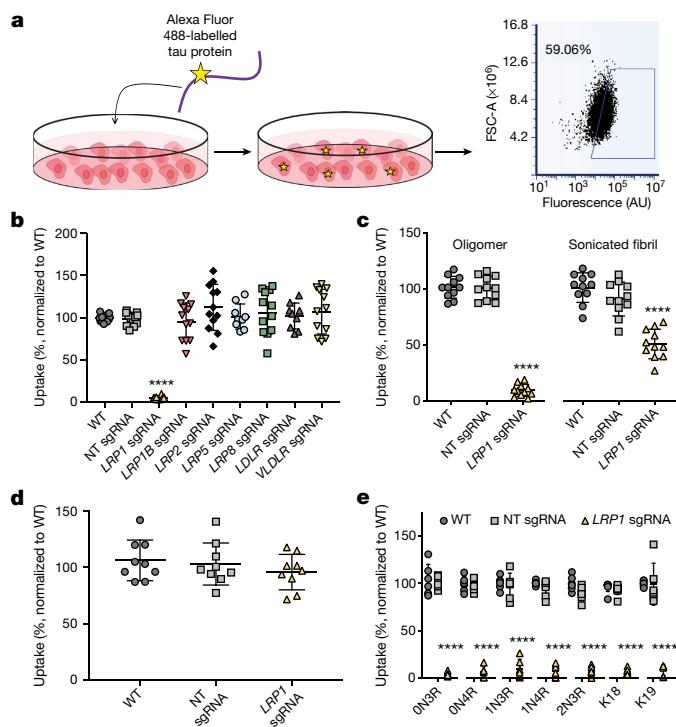 a
Alexa Fluor
488-labelled
tau protein
59.06%
FSC-A (×10⁶)
16.8
12.6
8.4
4.2
10¹ 10³ 10⁵ 10⁷
Fluorescence (AU)
b
Uptake (%, normalized to WT)
200
150
100
50
0
WT
NT sgRNA
LRP1 sgRNA
LRP1B sgRNA
LRP2 sgRNA
LRP5 sgRNA
LRP8 sgRNA
LDLR sgRNA
VLDLR sgRNA
****
c
Uptake (%, normalized to WT)
150
100
50
0
Oligomer
Sonicated fibril
****
****
WT
NT sgRNA
LRP1 sgRNA
WT
NT sgRNA
LRP1 sgRNA
d
Uptake (%, normalized to WT)
150
100
50
0
WT
NT
sgRNA
LRP1
sgRNA
e
WT NT sgRNA LRP1 sgRNA
Uptake (%, normalized to WT)
150
100
50
0
**** **** **** **** **** **** ****
0N3R
0N4R
1N3R
1N4R
2N3R
K18
K19